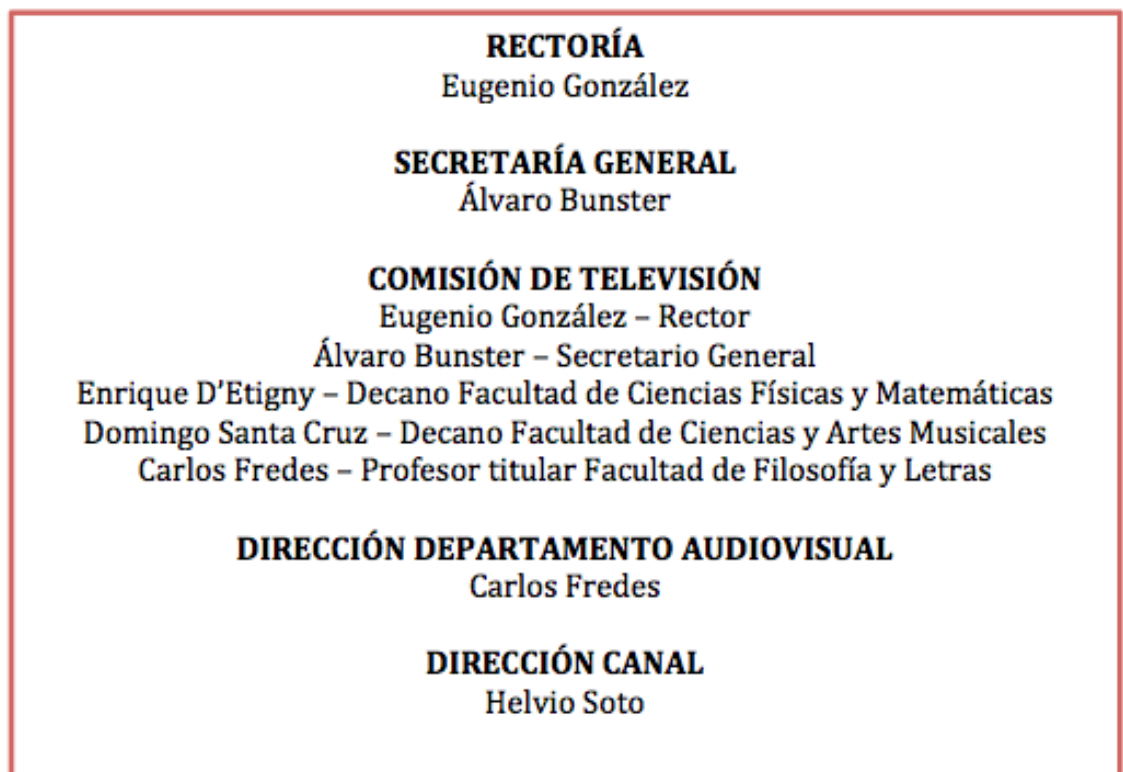 RECTORÍA
Eugenio González
SECRETARÍA GENERAL
Álvaro Bunster
COMISIÓN DE TELEVISIÓN
Eugenio González – Rector
Álvaro Bunster – Secretario General
Enrique D’Etigny – Decano Facultad de Ciencias Físicas y Matemáticas
Domingo Santa Cruz – Decano Facultad de Ciencias y Artes Musicales
Carlos Fredes – Profesor titular Facultad de Filosofía y Letras
DIRECCIÓN DEPARTAMENTO AUDIOVISUAL
Carlos Fredes
DIRECCIÓN CANAL
Helvio Soto